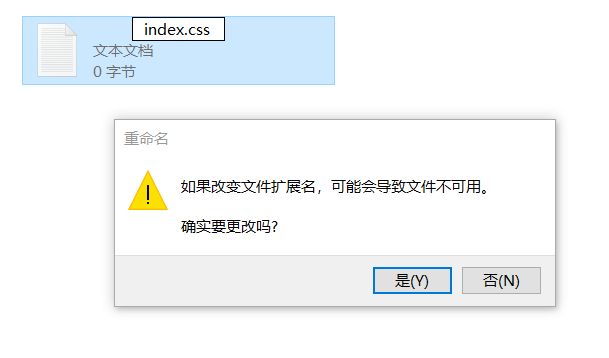 index.css
文本文档
0 字节
重命名
!
如果改变文件扩展名，可能会导致文件不可用。
确实要更改吗?
是(Y)
否(N)